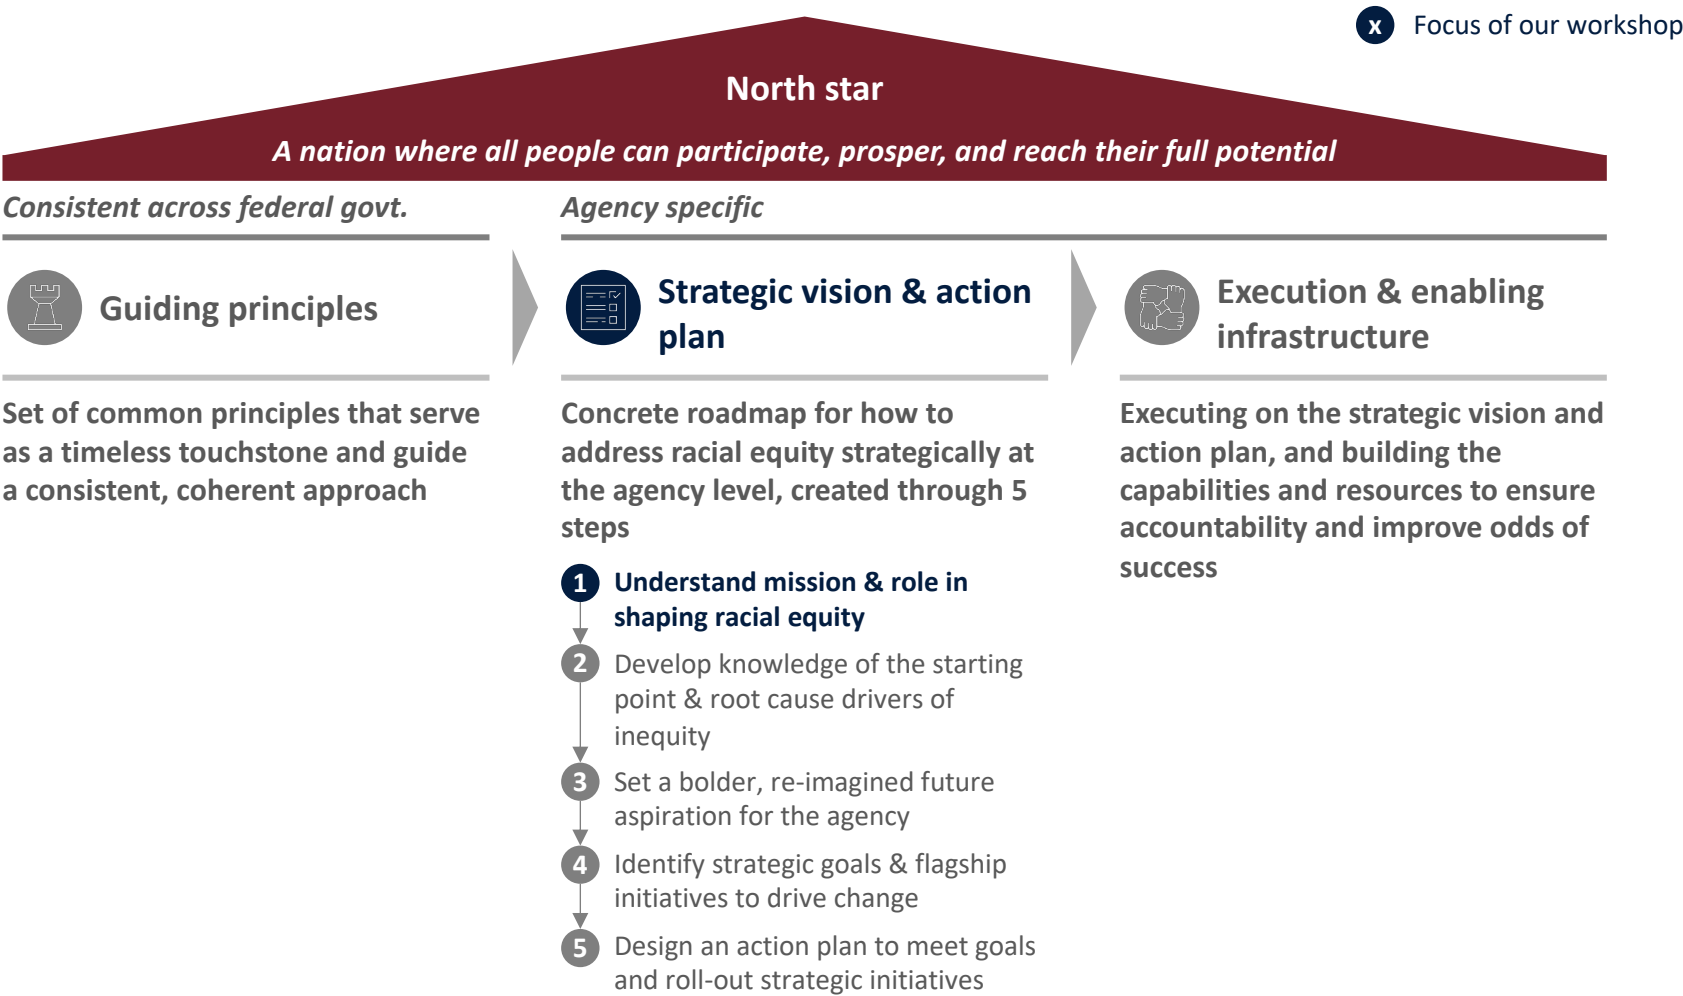 x Focus of our workshop
North star
A nation where all people can participate, prosper, and reach their full potential
Consistent across federal govt.
Agency specific
Guiding principles
Set of common principles that serve
as a timeless touchstone and guide
a consistent, coherent approach
Strategic vision & action
plan
Concrete roadmap for how to
address racial equity strategically at
the agency level, created through 5
steps
1 Understand mission & role in
shaping racial equity
2 Develop knowledge of the starting
point & root cause drivers of
inequity
3 Set a bolder, re-imagined future
aspiration for the agency
4 Identify strategic goals & flagship
initiatives to drive change
5 Design an action plan to meet goals
and roll-out strategic initiatives
Execution & enabling
infrastructure
Executing on the strategic vision and
action plan, and building the
capabilities and resources to ensure
accountability and improve odds of
success